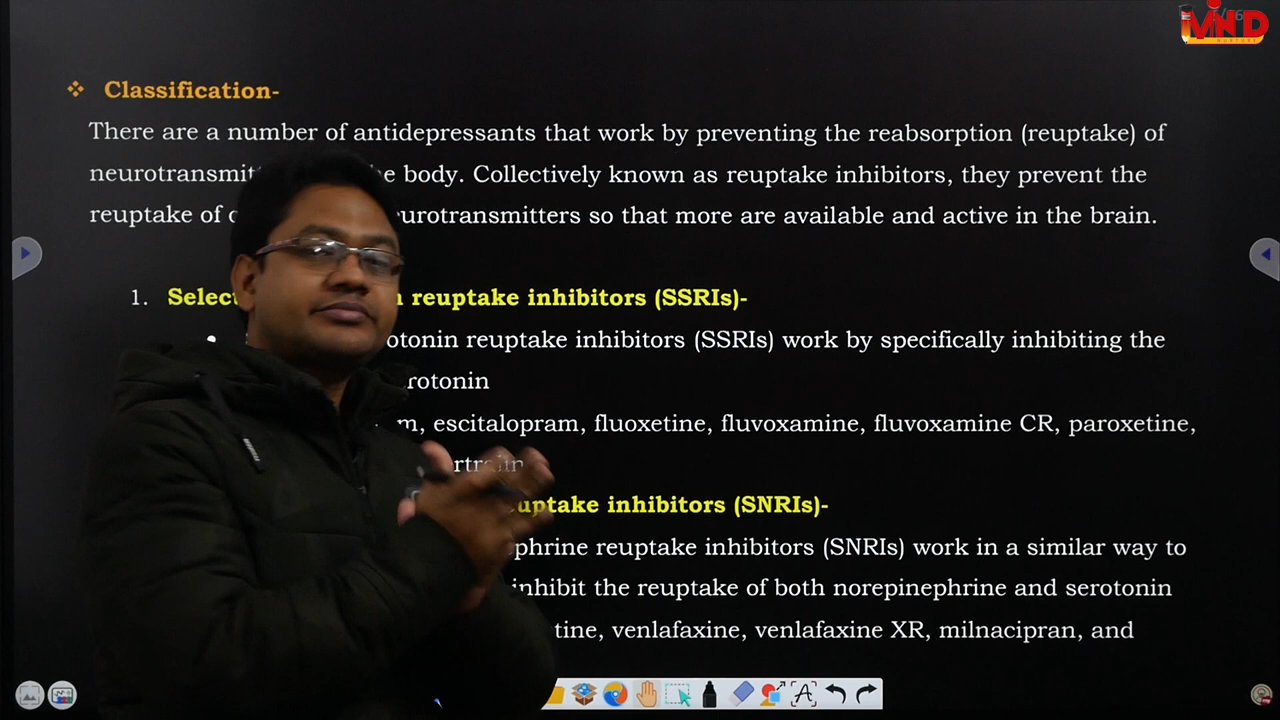 MIND
❖ Classification-
There are a number of antidepressants that work by preventing the reabsorption (reuptake) of
e body. Collectively known as reuptake inhibitors, they prevent the
reuptake of eurotransmitters so that more are available and active in the brain.
1. Select n reuptake inhibitors (SSRIs)-
otonin reuptake inhibitors (SSRIs) work by specifically inhibiting the
rotonin
m, escitalopram, fluoxetine, fluvoxamine, fluvoxamine CR, paroxetine,
uptake inhibitors (SNRIs)-
phrine reuptake inhibitors (SNRIs) work in a similar way to
inhibit the reuptake of both norepinephrine and serotonin
tine, venlafaxine, venlafaxine XR, milnacipran, and